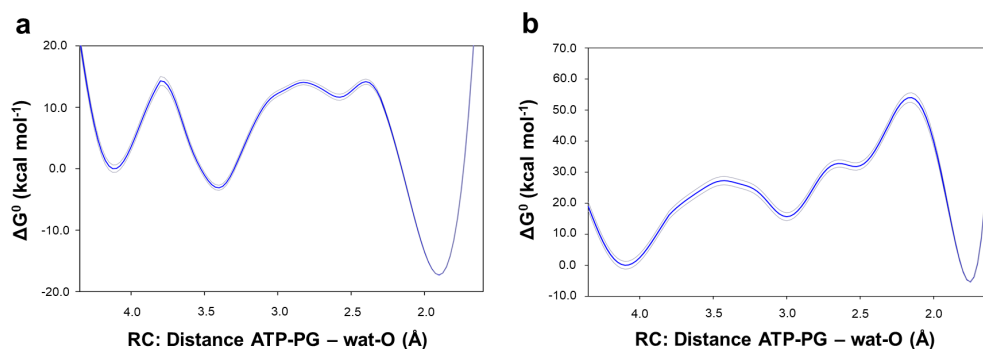 a
20.0
10.0
0.0
-10.0
-20.0
ΔG⁰ (kcal mol⁻¹)
4.0 3.5 3.0 2.5 2.0
RC: Distance ATP-PG – wat-O (Å)
b
70.0
60.0
50.0
40.0
30.0
20.0
10.0
0.0
-10.0
ΔG⁰ (kcal mol⁻¹)
4.0 3.5 3.0 2.5 2.0
RC: Distance ATP-PG – wat-O (Å)